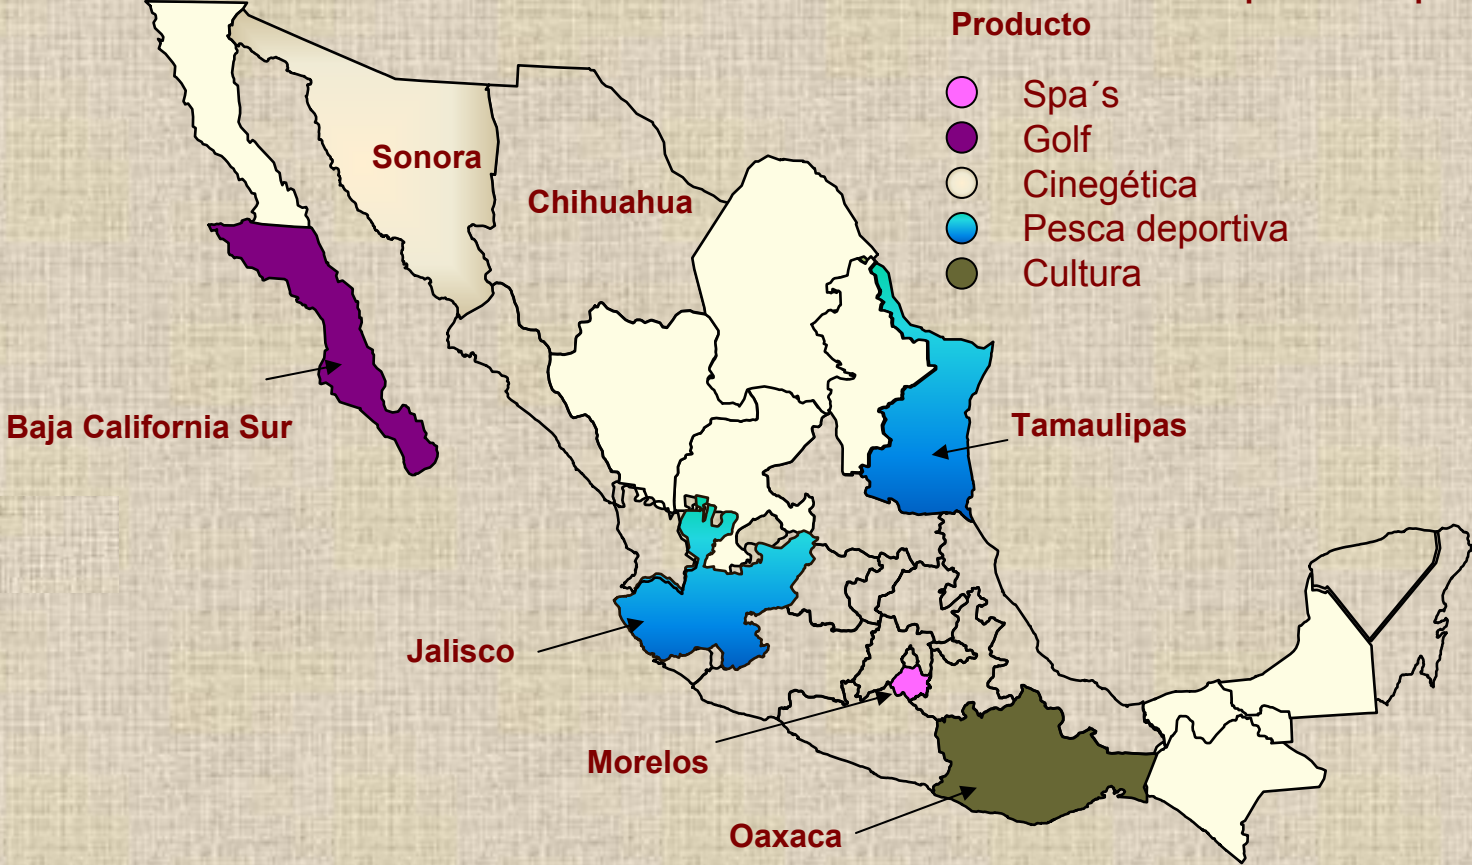 Producto
Spa´s
Golf
Cinegética
Pesca deportiva
Cultura
Sonora
Chihuahua
Baja California Sur
Tamaulipas
Jalisco
Morelos
Oaxaca